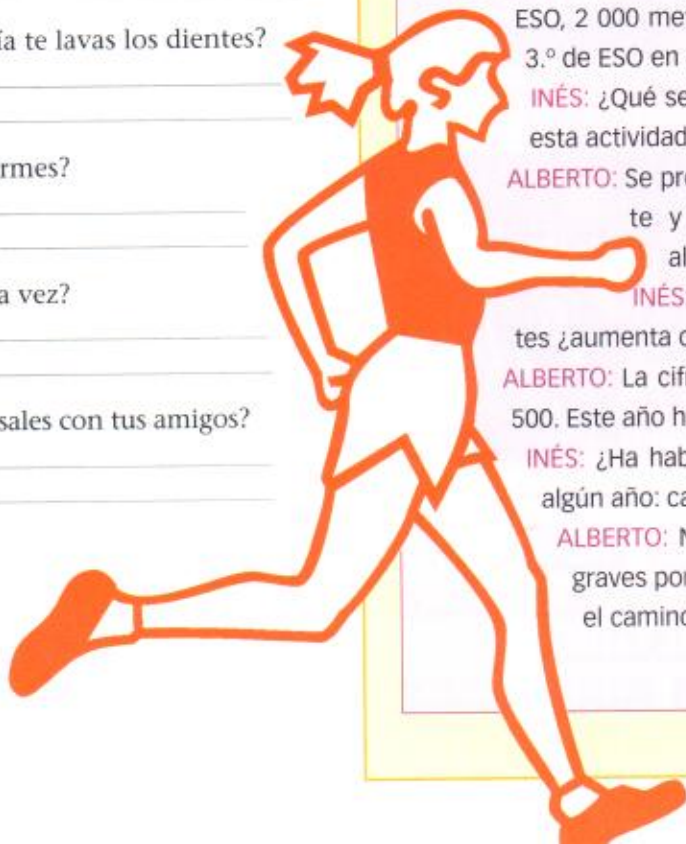 ía te lavas los dientes?
rmes?
a vez?
sales con tus amigos?
ESO, 2 000 me
3.º de ESO en
INÉS: ¿Qué se
esta actividad
ALBERTO: Se pr
te y
al
INÉS
tes ¿aumenta
ALBERTO: La cif
500. Este año h
INÉS: ¿Ha hab
algún año: ca
ALBERTO: N
graves por
el camino